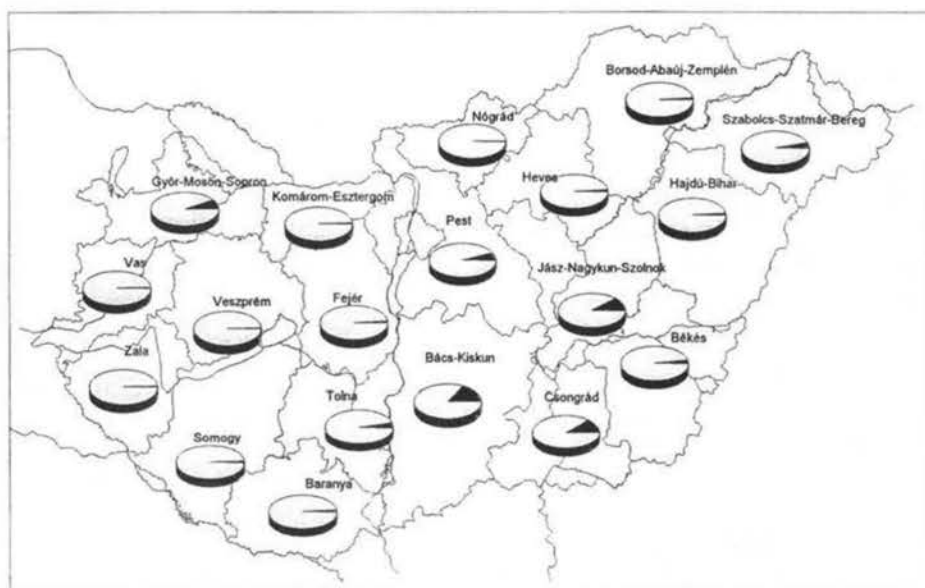 Borsod-Abaúj-Zemplén
Nógrád
Szabolcs-Szatmár-Bereg
Győr-Moson-Sopron
Heves
Hajdú-Bihar
Komárom-Esztergom
Pest
Vas
Jász-Nagykun-Szolnok
Veszprém
Fejér
Békés
Zala
Bács-Kiskun
Tolna
Csongrád
Somogy
Baranya